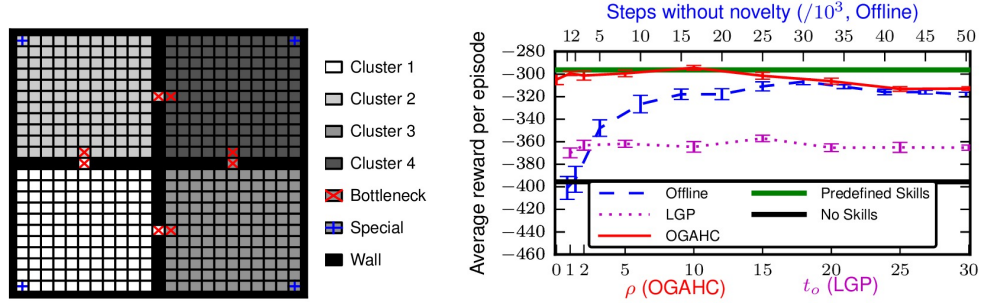 Cluster 1
Cluster 2
Cluster 3
Cluster 4
Bottleneck
Special
Wall
Steps without novelty (/10³, Offline)
12 5 10 15 20 25 30 35 40 45 50
Average reward per episode
−280
−300
−320
−340
−360
−380
−400
−420
−440
−460
Offline
LGP
OGAHC
Predefined Skills
No Skills
0 1 2 5 10 15 20 25 30
ρ (OGAHC) tₒ (LGP)